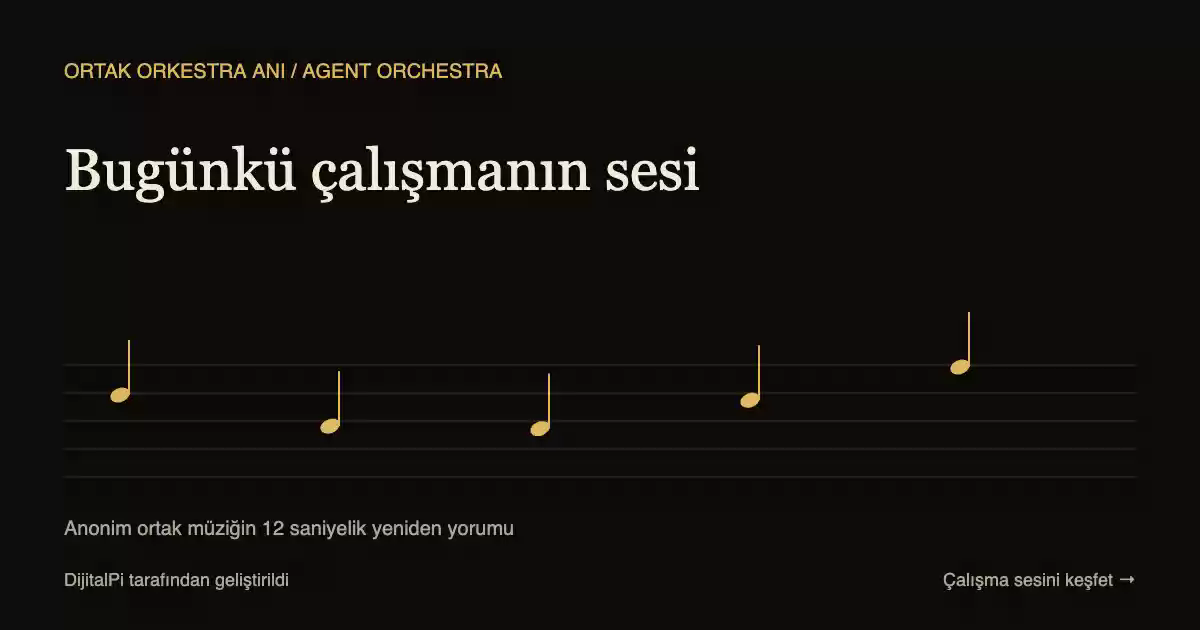 ORTAK ORKESTRA ANI / AGENT ORCHESTRA
Bugünkü çalışmanın sesi
Anonim ortak müziğin 12 saniyelik yeniden yorumu
DijitalPi tarafından geliştirildi
Çalışma sesini keşfet →